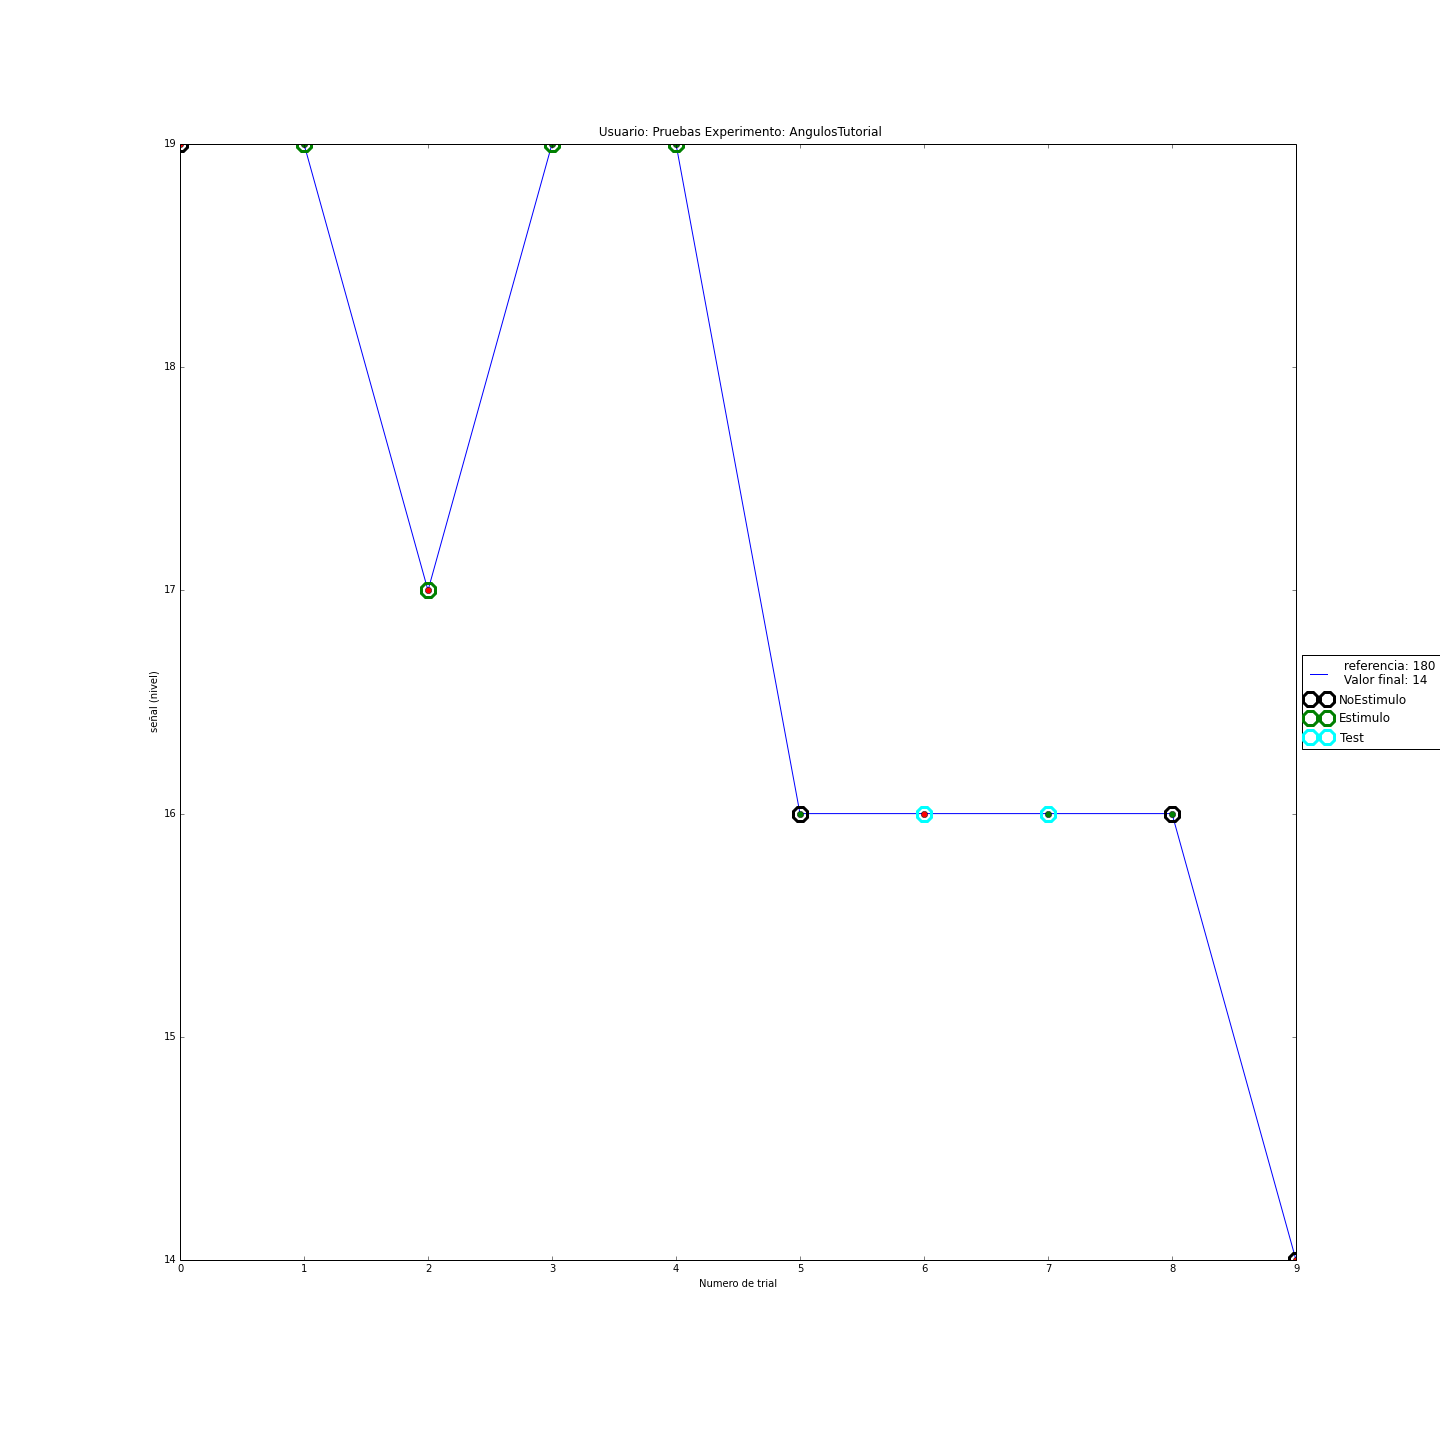 Usuario: Pruebas Experimento: AngulosTutorial
19
18
17
16
15
14
señal (nivel)
0 1 2 3 4 5 6 7 8 9
Numero de trial
referencia: 180
Valor final: 14
NoEstimulo
Estimulo
Test